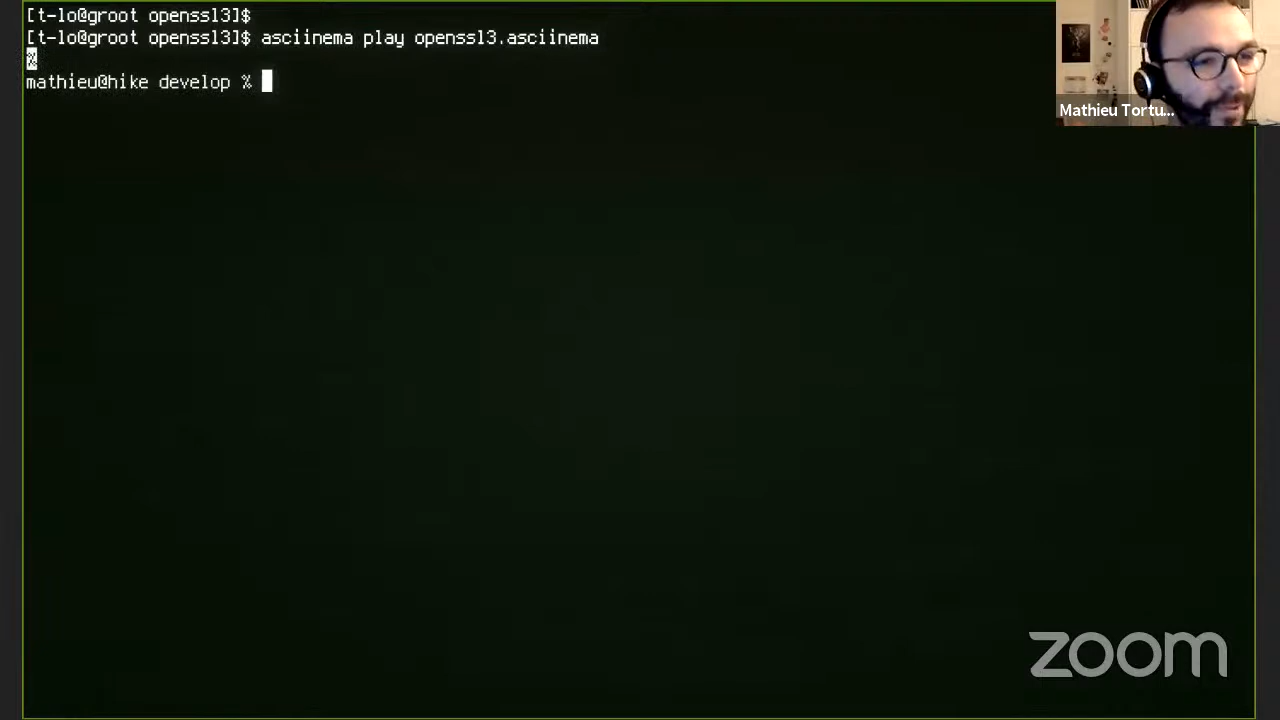 [t-lo@groot openssl3]$
[t-lo@groot openssl3]$ asciinema play openssl3.asciinema
%
mathieu@hike develop %
Mathieu Tortu...
zoom